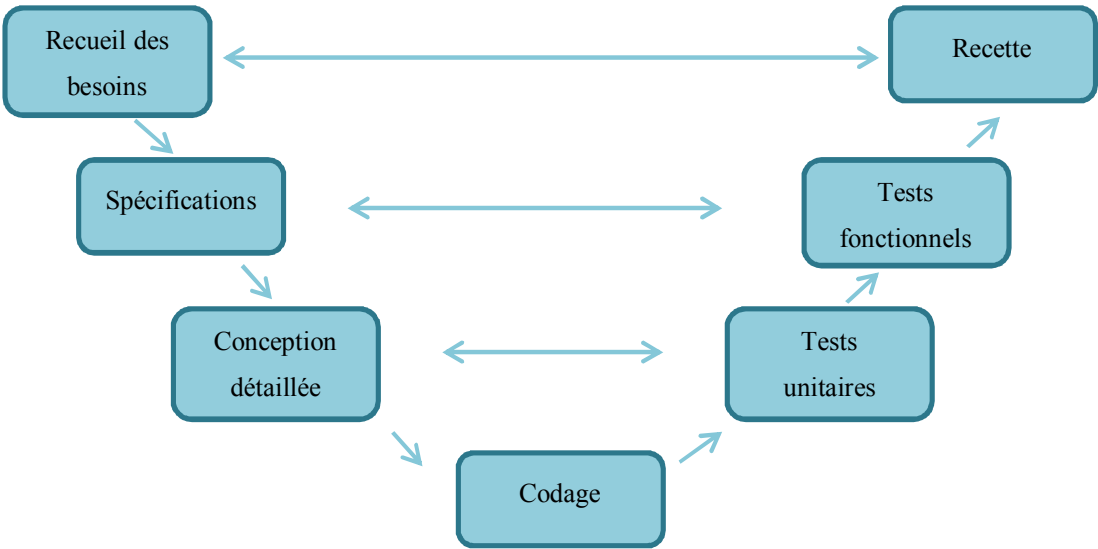 Recueil des
besoins
Recette
Spécifications
Tests
fonctionnels
Conception
détaillée
Tests
unitaires
Codage